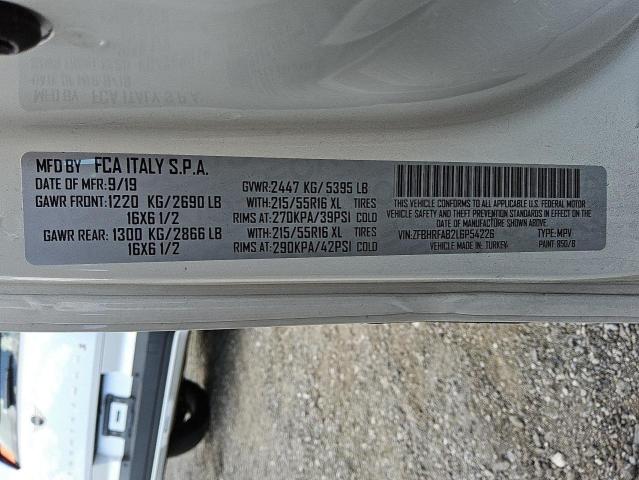 MFD BY FCA ITALY S.P.A.
DATE OF MFR: 9/19 GVWR: 2447 KG/ 5395 LB
GAWR FRONT: 1220 KG/2690 LB WITH: 215/55R16 XL TIRES
16X6 1/2 RIMS AT: 270KPA/39PSI
GAWR REAR: 1300 KG/2866 LB WITH: 215/55R16 XL TIRES
16X6 1/2 RIMS AT: 290KPA/42PSI COLD
THIS VEHICLE CONFORMS TO ALL APPLICABLE FEDERAL MOTOR
VEHICLE SAFETY, BUMPER, AND THEFT PREVENTION STANDARDS IN EFFECT ON
THE DATE OF MANUFACTURE SHOWN ABOVE.
VIN: ZFBHRFAB2L6P54226 TYPE: MPV
MADE IN: TURKEY PAINT: 850/B